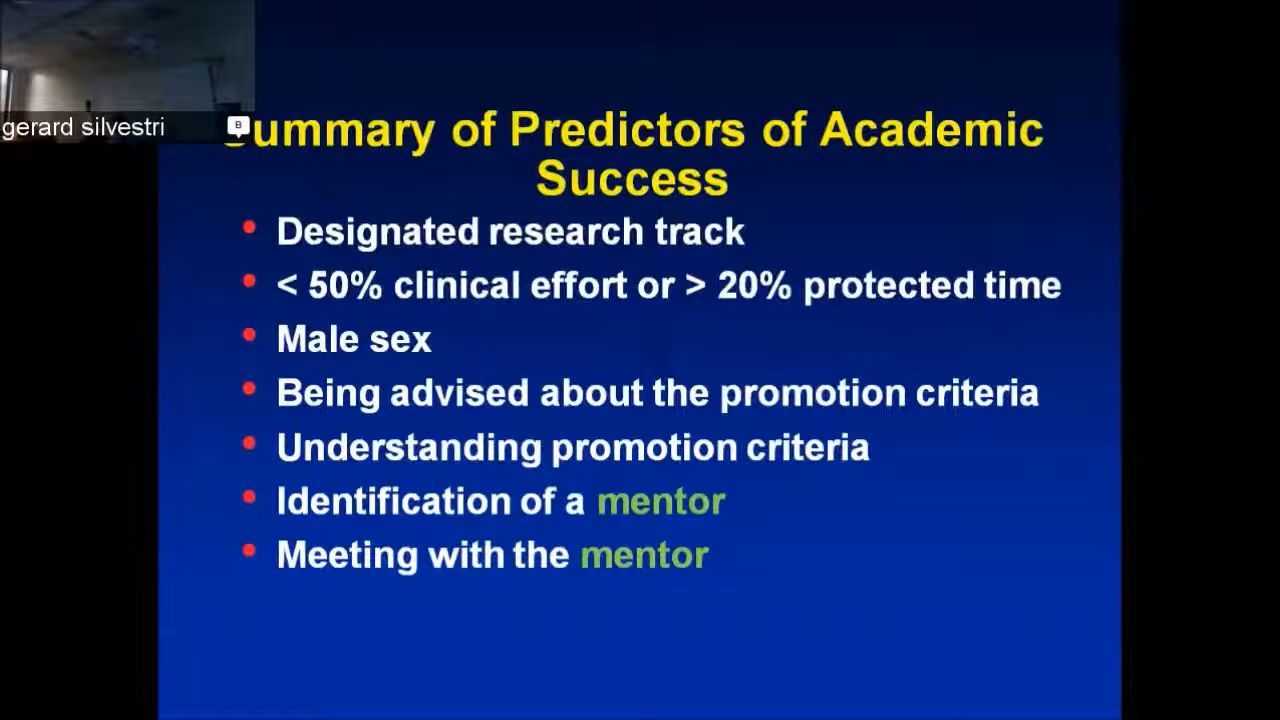 gerard silvestri
B
Summary of Predictors of Academic
Success
• Designated research track
• < 50% clinical effort or > 20% protected time
• Male sex
• Being advised about the promotion criteria
• Understanding promotion criteria
• Identification of a mentor
• Meeting with the mentor